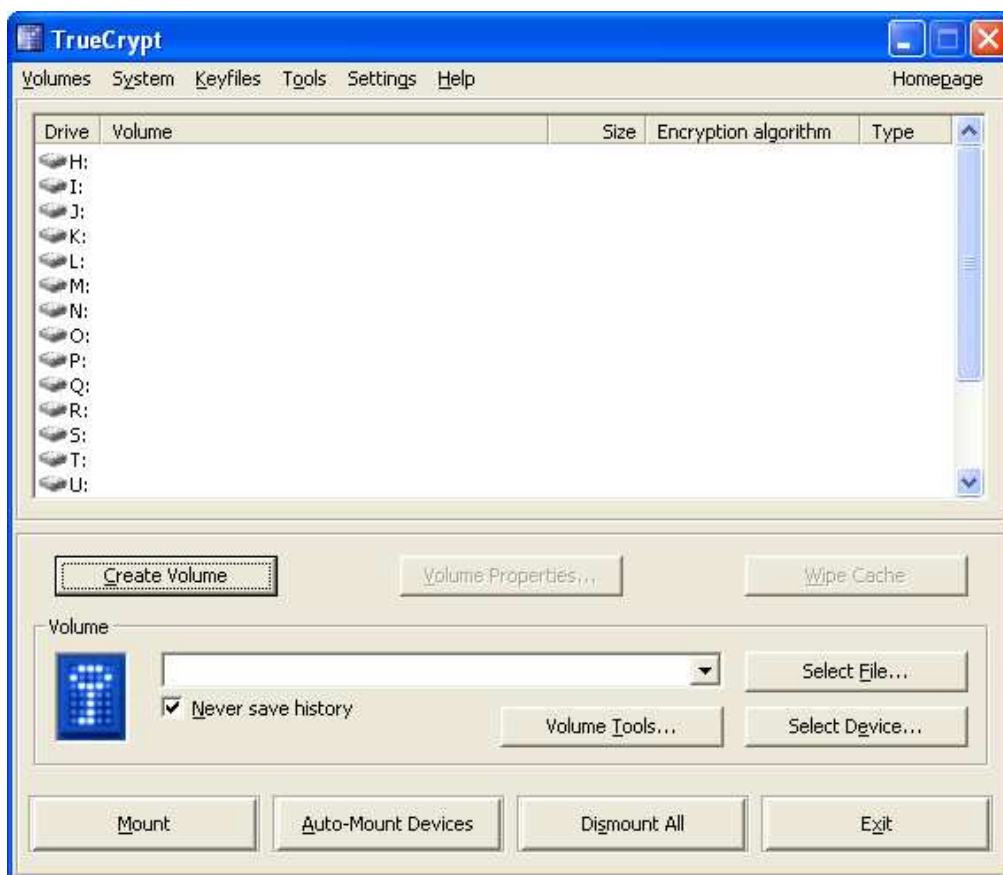 TrueCrypt
Volumes System Keyfiles Tools Settings Help Homepage
Drive Volume Size Encryption algorithm Type
H:
I:
J:
K:
L:
M:
N:
O:
P:
Q:
R:
S:
T:
U:
Create Volume Volume Properties... Wipe Cache
Volume
Select File...
Never save history
Volume Tools... Select Device...
Mount Auto-Mount Devices Dismount All Exit